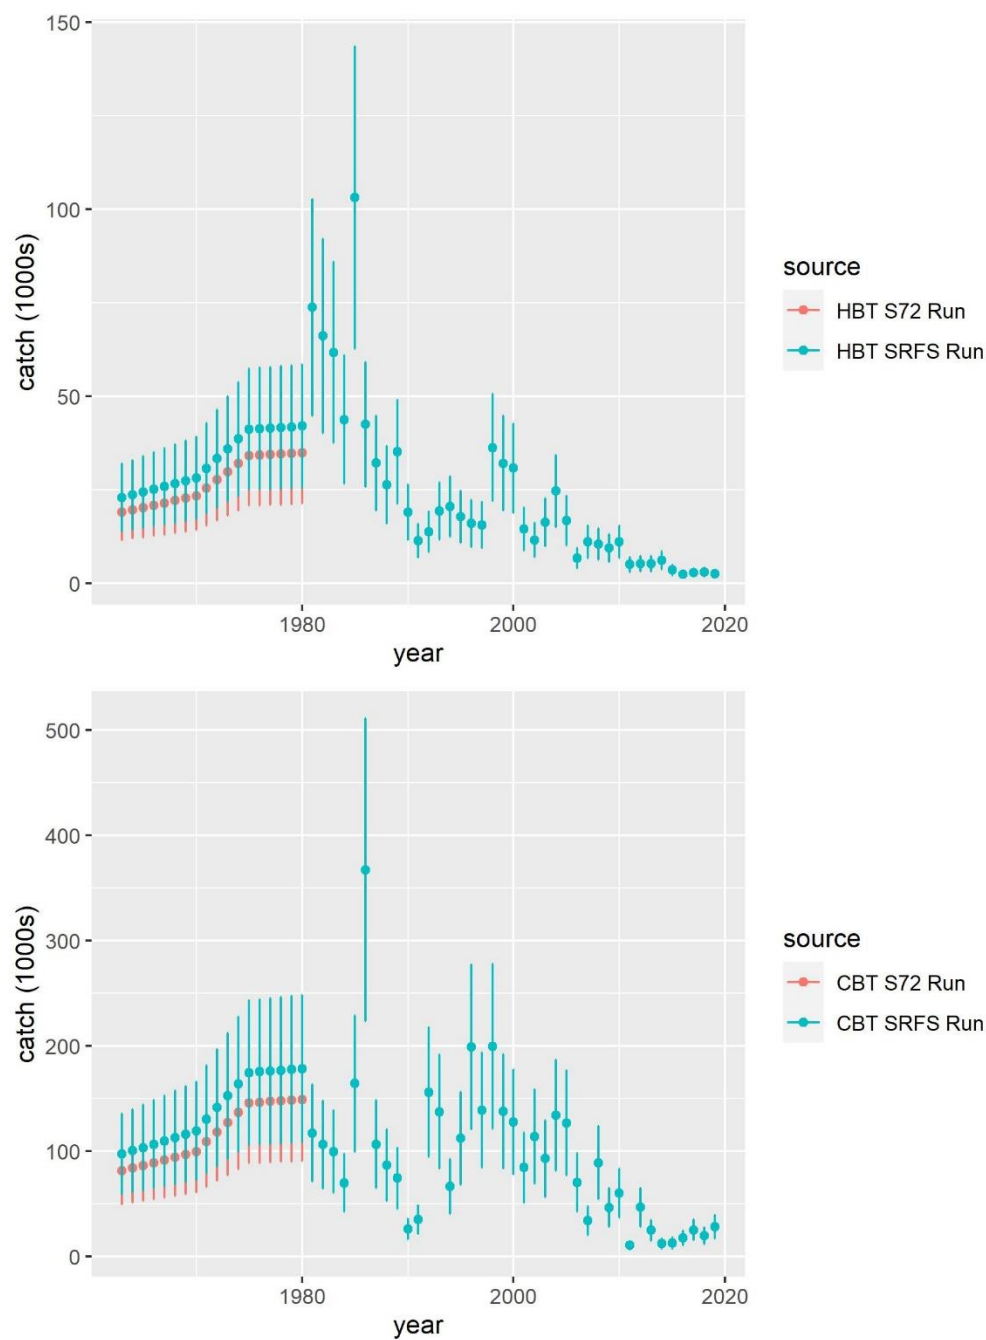 150
100
50
0
catch (1000s)
1980
2000
2020
year
source
HBT S72 Run
HBT SRFS Run
500
400
300
200
100
0
catch (1000s)
1980
2000
2020
year
source
CBT S72 Run
CBT SRFS Run